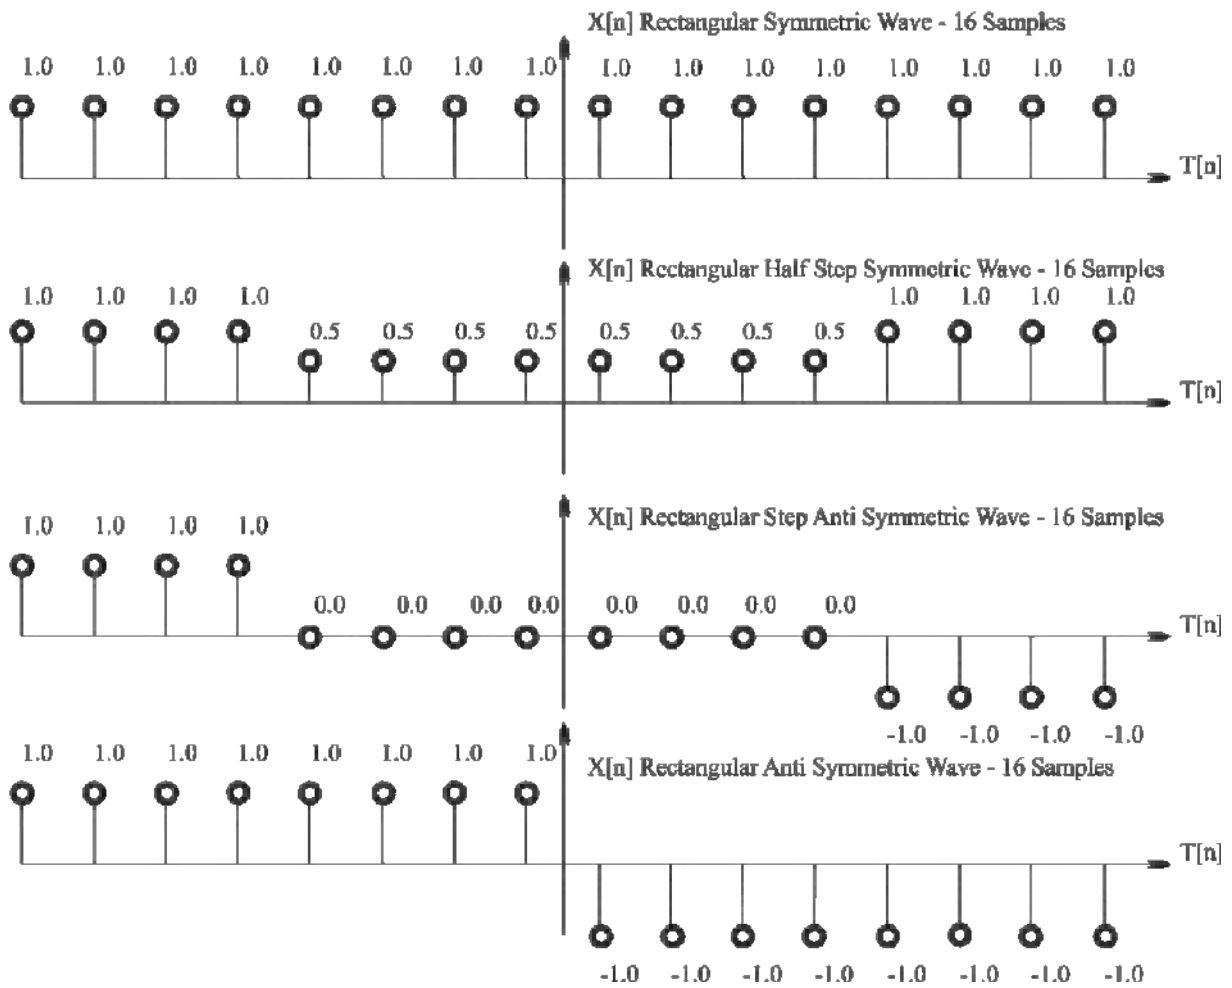 X[n] Rectangular Symmetric Wave - 16 Samples
1.0 1.0 1.0 1.0 1.0 1.0 1.0 1.0 1.0 1.0 1.0 1.0 1.0 1.0 1.0 1.0
T[n]
X[n] Rectangular Half Step Symmetric Wave - 16 Samples
1.0 1.0 1.0 1.0 1.0 1.0 1.0 1.0
0.5 0.5 0.5 0.5 0.5 0.5 0.5 0.5
T[n]
X[n] Rectangular Step Anti Symmetric Wave - 16 Samples
1.0 1.0 1.0 1.0
0.0 0.0 0.0 0.0 0.0 0.0 0.0 0.0
T[n]
-1.0 -1.0 -1.0 -1.0
1.0 1.0 1.0 1.0 1.0 1.0 1.0 1.0
X[n] Rectangular Anti Symmetric Wave - 16 Samples
T[n]
-1.0 -1.0 -1.0 -1.0 -1.0 -1.0 -1.0 -1.0